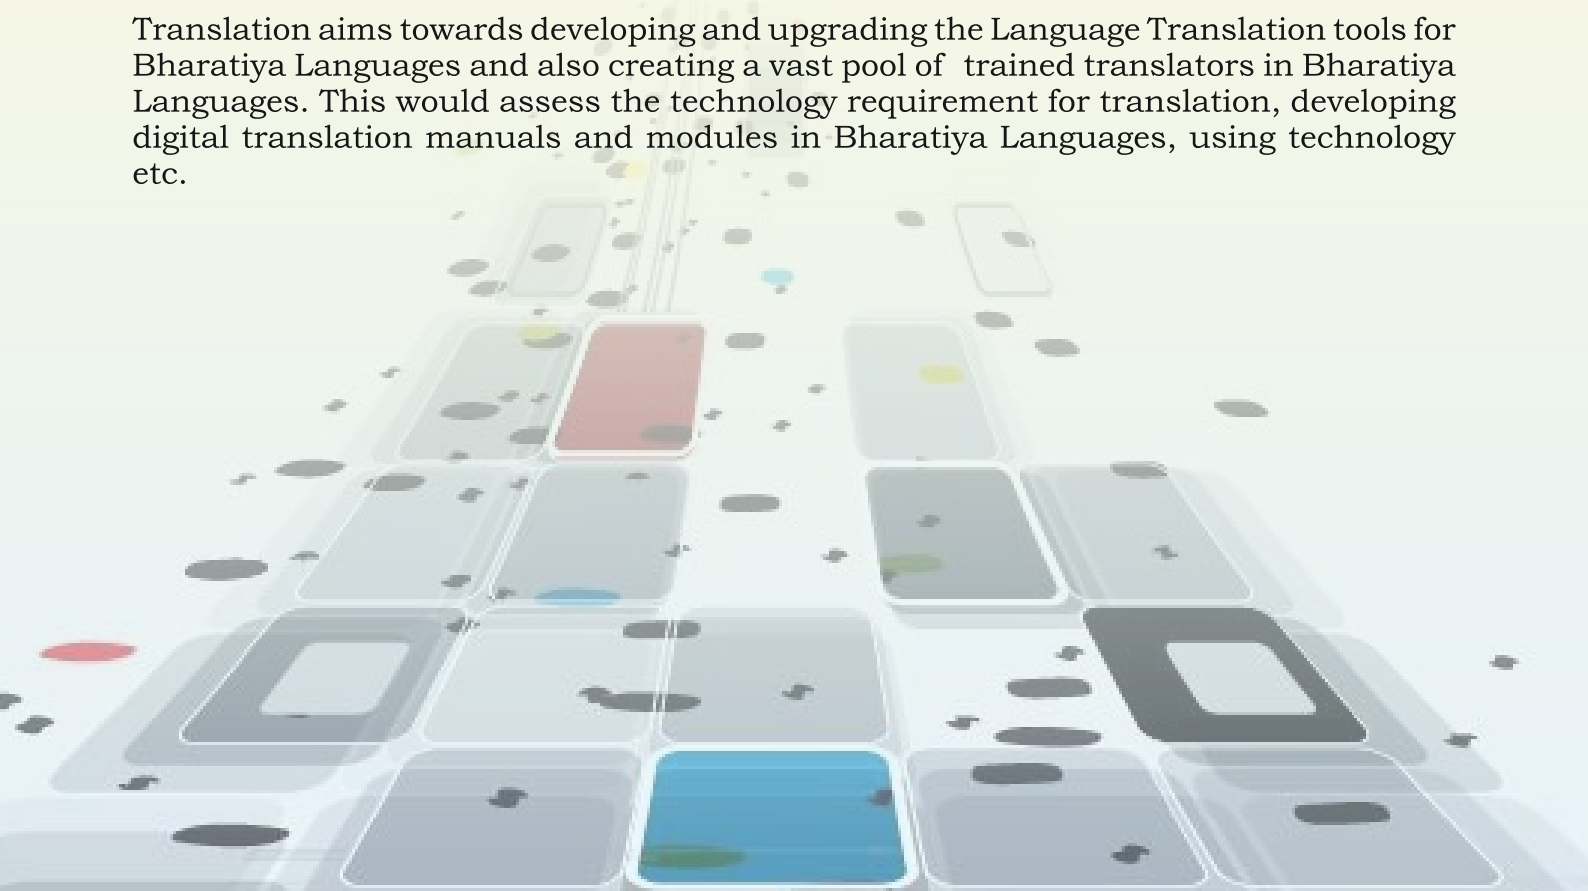 Translation aims towards developing and upgrading the Language Translation tools for
Bharatiya Languages and also creating a vast pool of  trained translators in Bharatiya
Languages. This would assess the technology requirement for translation, developing
digital translation manuals and modules in Bharatiya Languages, using technology
etc.